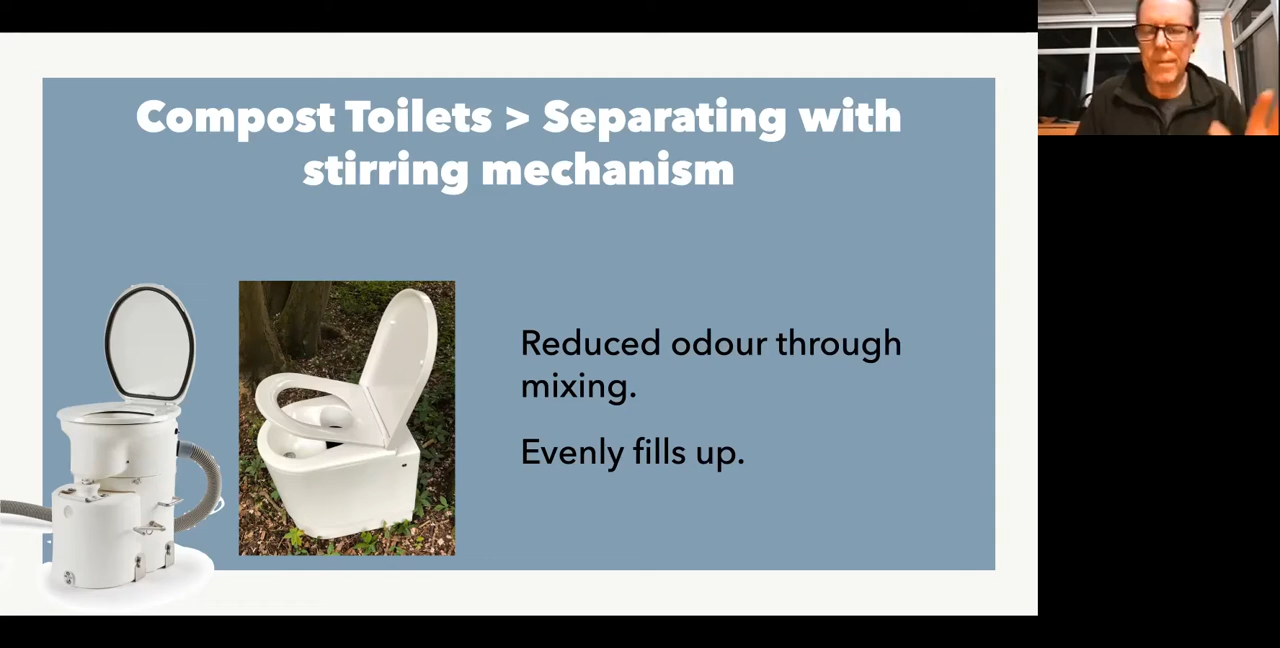 Compost Toilets > Separating with
stirring mechanism
Reduced odour through
mixing.
Evenly fills up.